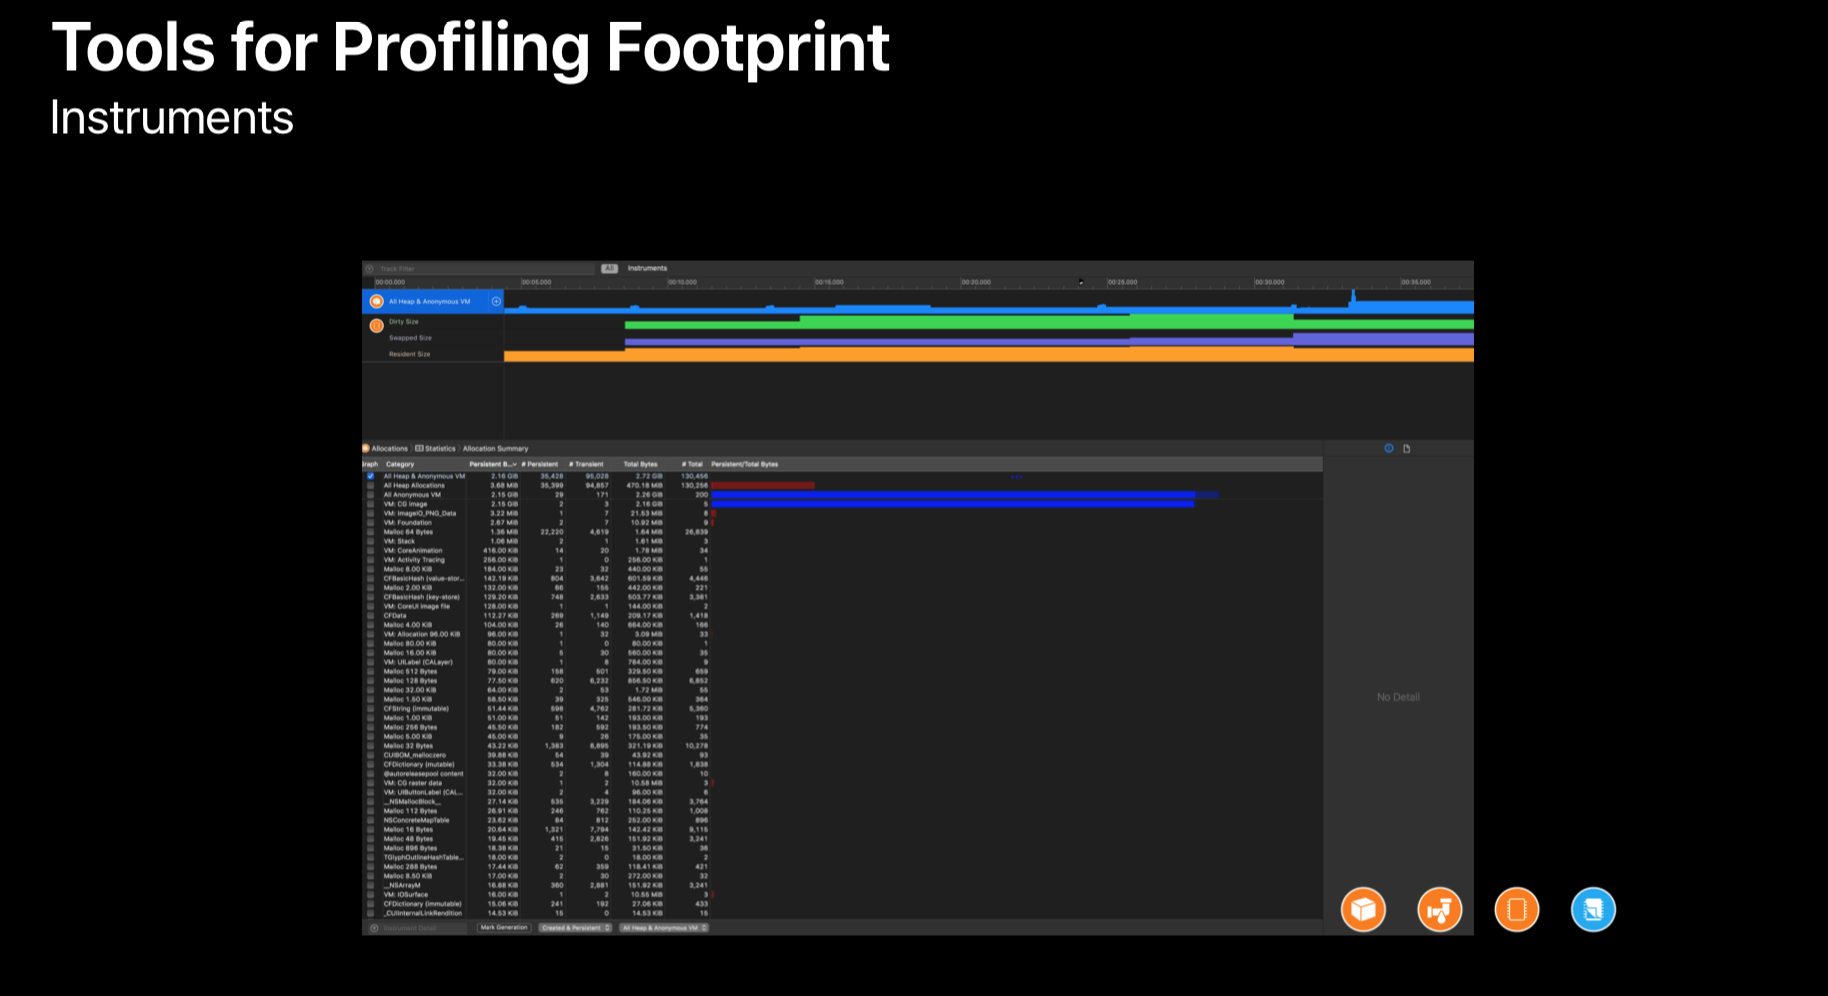 Tools for Profiling Footprint
Instruments
Track Filter All Instruments
00:00.000 00:05.000 00:10.000 00:15.000 00:20.000 00:25.000 00:30.000 00:35.000
All Heap & Anonymous VM
Dirty Size
Swapped Size
Resident Size
Allocations Statistics Allocation Summary
Graph Category Persistent B... # Persistent # Transient Total Bytes # Total Persistent/Total Bytes
All Heap & Anonymous VM 2.16 GiB 35,428 95,028 2.72 GiB 130,456
All Heap Allocations 3.68 MiB 35,399 94,857 470.18 MiB 130,256
All Anonymous VM 2.15 GiB 29 171 2.26 GiB 200
VM: CG image 2.15 GiB 2 3 2.16 GiB 5
VM: ImageIO_PNG_Data 3.22 MiB 1 7 21.53 MiB 8
VM: Foundation 2.67 MiB 2 7 10.92 MiB 9
Malloc 64 Bytes 1.36 MiB 22,220 4,619 1.64 MiB 26,839
VM: Stack 1.06 MiB 2 1 1.61 MiB 3
VM: CoreAnimation 416.00 KiB 14 20 1.78 MiB 34
VM: Activity Tracing 256.00 KiB 1 0 256.00 KiB 1
Malloc 8.00 KiB 184.00 KiB 23 32 440.00 KiB 55
CFBasicHash (value-stor... 142.19 KiB 804 3,642 601.59 KiB 4,446
Malloc 2.00 KiB 132.00 KiB 66 155 442.00 KiB 221
CFBasicHash (key-store) 129.20 KiB 748 2,633 503.77 KiB 3,381
VM: CoreUI image file 128.00 KiB 1 1 144.00 KiB 2
CFData 112.27 KiB 269 1,149 209.17 KiB 1,418
Malloc 4.00 KiB 104.00 KiB 26 140 664.00 KiB 166
VM: Allocation 96.00 KiB 96.00 KiB 1 32 3.09 MiB 33
Malloc 80.00 KiB 80.00 KiB 1 0 80.00 KiB 1
Malloc 16.00 KiB 80.00 KiB 5 30 560.00 KiB 35
VM: UILabel (CALayer) 80.00 KiB 1 8 784.00 KiB 9
Malloc 512 Bytes 79.00 KiB 158 501 329.50 KiB 659
Malloc 128 Bytes 77.50 KiB 620 6,232 856.50 KiB 6,852
Malloc 32.00 KiB 64.00 KiB 2 53 1.72 MiB 55
Malloc 1.50 KiB 58.50 KiB 39 325 546.00 KiB 364
CFString (immutable) 51.44 KiB 598 4,762 281.72 KiB 5,360
Malloc 1.00 KiB 51.00 KiB 51 142 193.00 KiB 193
Malloc 256 Bytes 45.50 KiB 182 592 193.50 KiB 774
Malloc 5.00 KiB 45.00 KiB 9 26 175.00 KiB 35
Malloc 32 Bytes 43.22 KiB 1,383 8,895 321.19 KiB 10,278
CUIBOM_malloczero 39.88 KiB 54 39 43.92 KiB 93
CFDictionary (mutable) 33.38 KiB 534 1,304 114.88 KiB 1,838
@autoreleasepool content 32.00 KiB 2 8 160.00 KiB 10
VM: CG raster data 32.00 KiB 1 2 10.58 MiB 3
VM: UIButtonLabel (CAL... 32.00 KiB 2 4 96.00 KiB 6
__NSMallocBlock__ 27.14 KiB 535 3,229 184.06 KiB 3,764
Malloc 112 Bytes 26.91 KiB 246 762 110.25 KiB 1,008
NSConcreteMapTable 23.62 KiB 84 812 252.00 KiB 896
Malloc 16 Bytes 20.64 KiB 1,321 7,794 142.42 KiB 9,115
Malloc 48 Bytes 19.45 KiB 415 2,826 151.92 KiB 3,241
Malloc 896 Bytes 18.38 KiB 21 15 31.50 KiB 36
TGlyphOutlineHashTable... 18.00 KiB 2 0 18.00 KiB 2
Malloc 288 Bytes 17.44 KiB 62 359 118.41 KiB 421
Malloc 8.50 KiB 17.00 KiB 2 30 272.00 KiB 32
__NSArrayM 16.88 KiB 360 2,881 151.92 KiB 3,241
VM: IOSurface 16.00 KiB 1 2 10.55 MiB 3
CFDictionary (immutable) 15.06 KiB 241 192 27.06 KiB 433
_CUIInternalLinkRendition 14.53 KiB 15 0 14.53 KiB 15
No Detail
Instrument Detail Mark Generation Created & Persistent All Heap & Anonymous VM